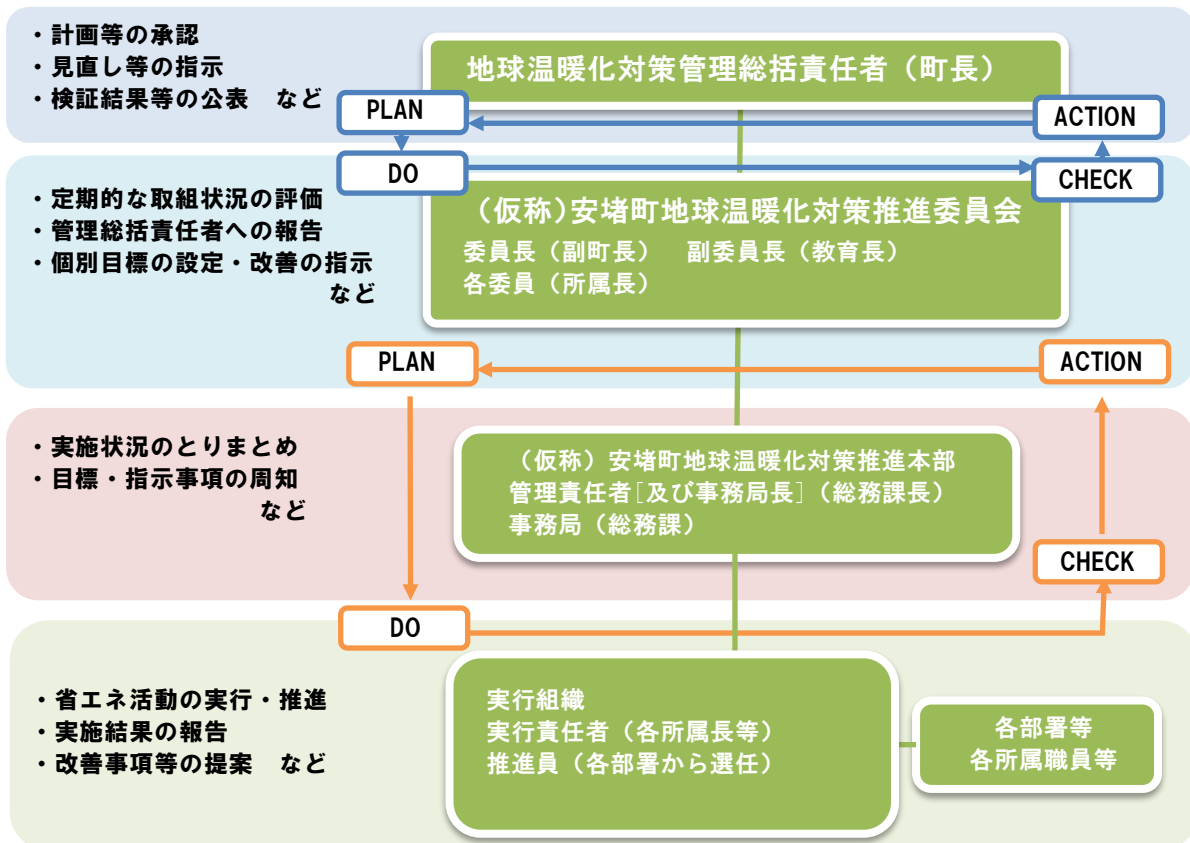 ・計画等の承認
・見直し等の指示
・検証結果等の公表　など
地球温暖化対策管理総括責任者（町長）
PLAN
ACTION
DO
CHECK
・定期的な取組状況の評価
・管理総括責任者への報告
・個別目標の設定・改善の指示
など
（仮称）安堵町地球温暖化対策推進委員会
委員長（副町長）　副委員長（教育長）
各委員（所属長）
PLAN
ACTION
・実施状況のとりまとめ
・目標・指示事項の周知
など
（仮称）安堵町地球温暖化対策推進本部
管理責任者［及び事務局長］（総務課長）
事務局（総務課）
CHECK
DO
・省エネ活動の実行・推進
・実施結果の報告
・改善事項等の提案　など
実行組織
実行責任者（各所属長等）
推進員（各部署から選任）
各部署等
各所属職員等